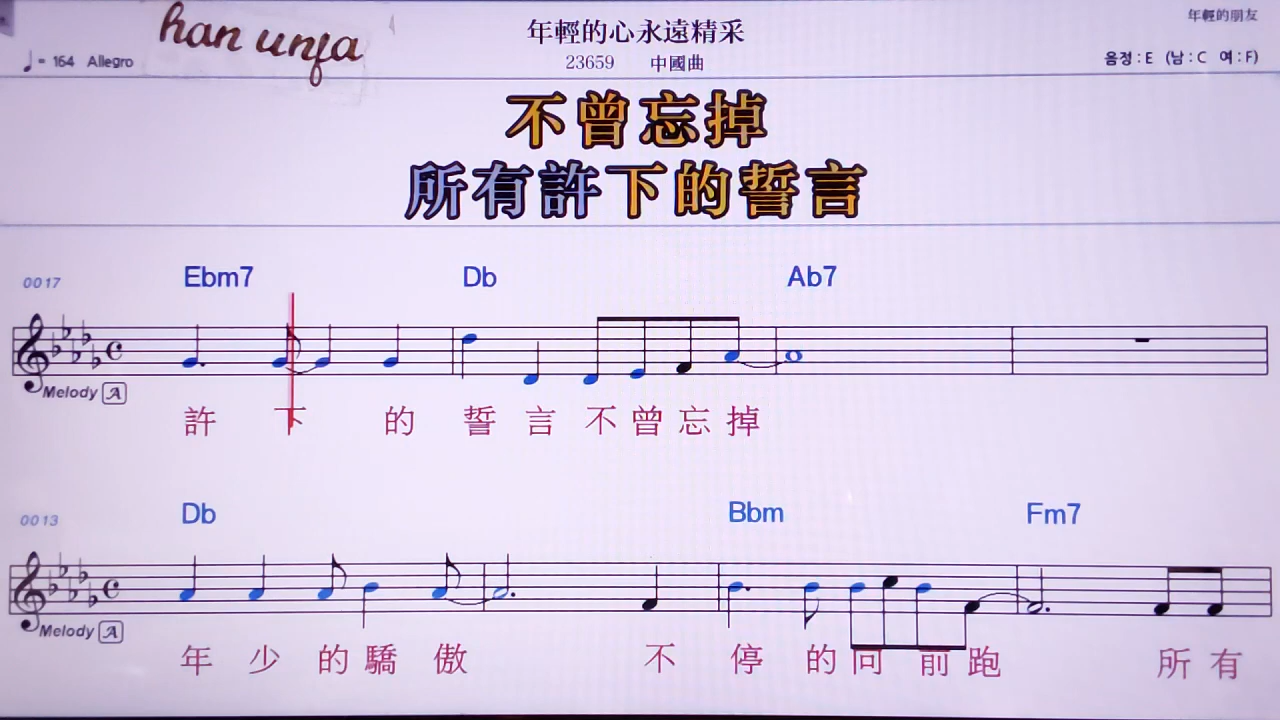 han unja
年輕的心永遠精采
年輕的朋友
♩= 164 Allegro
23659 中國曲
음정 : E (남 : C 여 : F)
不曾忘掉
所有許下的誓言
0017 Ebm7 Db Ab7
Melody A
許 下 的 誓 言 不 曾 忘 掉
0013 Db Bbm Fm7
Melody A
年 少 的 驕 傲 不 停 的 向 前 跑 所 有